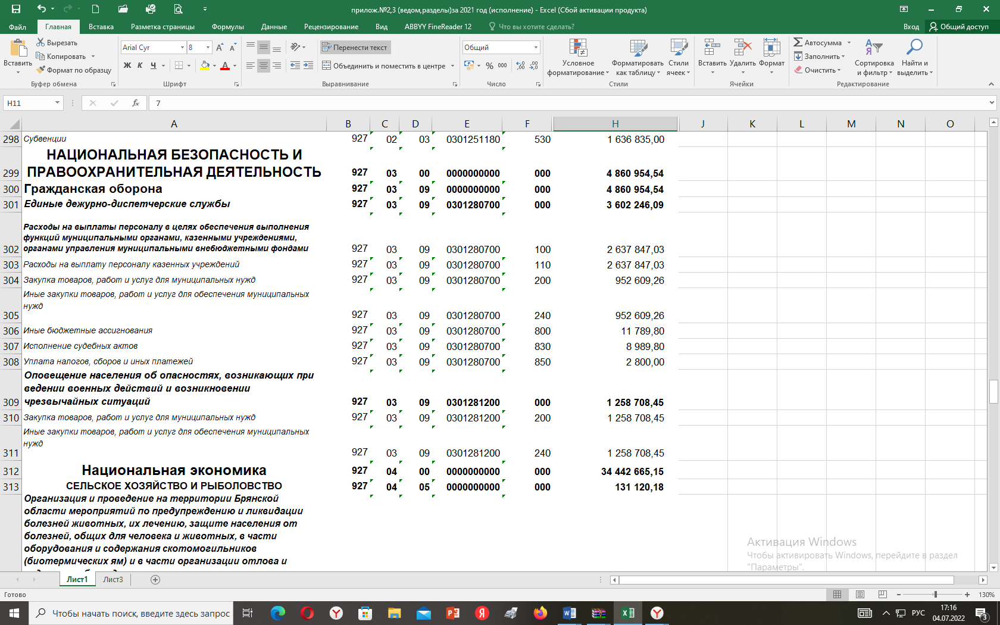 прилож.№2,3 (ведом,разделы)за 2021 год (исполнение) - Excel (Сбой активации продукта)
Файл Главная Вставка Разметка страницы Формулы Данные Рецензирование Вид ABBYY FineReader 12 Что вы хотите сделать? Вход Общий доступ
Вставить
Вырезать
Копировать
Формат по образцу
Буфер обмена
Arial Cyr 8
Ж К Ч
Шрифт
Перенести текст
Объединить и поместить в центре
Выравнивание
Общий
% 000
Число
Условное форматирование
Форматировать как таблицу
Стили ячеек
Стили
Вставить Удалить Формат
Ячейки
Автосумма
Заполнить
Очистить
Сортировка и фильтр
Найти и выделить
Редактирование
H11 fx 7
A B C D E F H J K L M N O
298 Субвенции 927 02 03 0301251180 530 1 636 835,00
НАЦИОНАЛЬНАЯ БЕЗОПАСНОСТЬ И
299 ПРАВООХРАНИТЕЛЬНАЯ ДЕЯТЕЛЬНОСТЬ 927 03 00 0000000000 000 4 860 954,54
300 Гражданская оборона 927 03 09 0000000000 000 4 860 954,54
301 Единые дежурно-диспетчерские службы 927 03 09 0301280700 000 3 602 246,09
Расходы на выплаты персоналу в целях обеспечения выполнения
функций муниципальными органами, казенными учреждениями,
302 органами управления муниципальными внебюджетными фондами 927 03 09 0301280700 100 2 637 847,03
303 Расходы на выплату персоналу казенных учреждений 927 03 09 0301280700 110 2 637 847,03
304 Закупка товаров, работ и услуг для муниципальных нужд 927 03 09 0301280700 200 952 609,26
Иные закупки товаров, работ и услуг для обеспечения муниципальных
нужд
305 927 03 09 0301280700 240 952 609,26
306 Иные бюджетные ассигнования 927 03 09 0301280700 800 11 789,80
307 Исполнение судебных актов 927 03 09 0301280700 830 8 989,80
308 Уплата налогов, сборов и иных платежей 927 03 09 0301280700 850 2 800,00
Оповещение населения об опасностях, возникающих при
ведении военных действий и возникновении
309 чрезвычайных ситуаций 927 03 09 0301281200 000 1 258 708,45
310 Закупка товаров, работ и услуг для муниципальных нужд 927 03 09 0301281200 200 1 258 708,45
Иные закупки товаров, работ и услуг для обеспечения муниципальных
нужд
311 927 03 09 0301281200 240 1 258 708,45
312 Национальная экономика 927 04 00 0000000000 000 34 442 665,15
313 СЕЛЬСКОЕ ХОЗЯЙСТВО И РЫБОЛОВСТВО 927 04 05 0000000000 000 131 120,18
Организация и проведение на территории Брянской
области мероприятий по предупреждению и ликвидации
болезней животных, их лечению, защите населения от
болезней, общих для человека и животных, в части
оборудования и содержания скотомогильников
(биотермических ям) и в части организации отлова и
Активация Windows
Чтобы активировать Windows, перейдите в раздел
"Параметры".
Лист1 Лист3
Готово 130%
Чтобы начать поиск, введите здесь запрос
РУС
17:16
04.07.2022
3